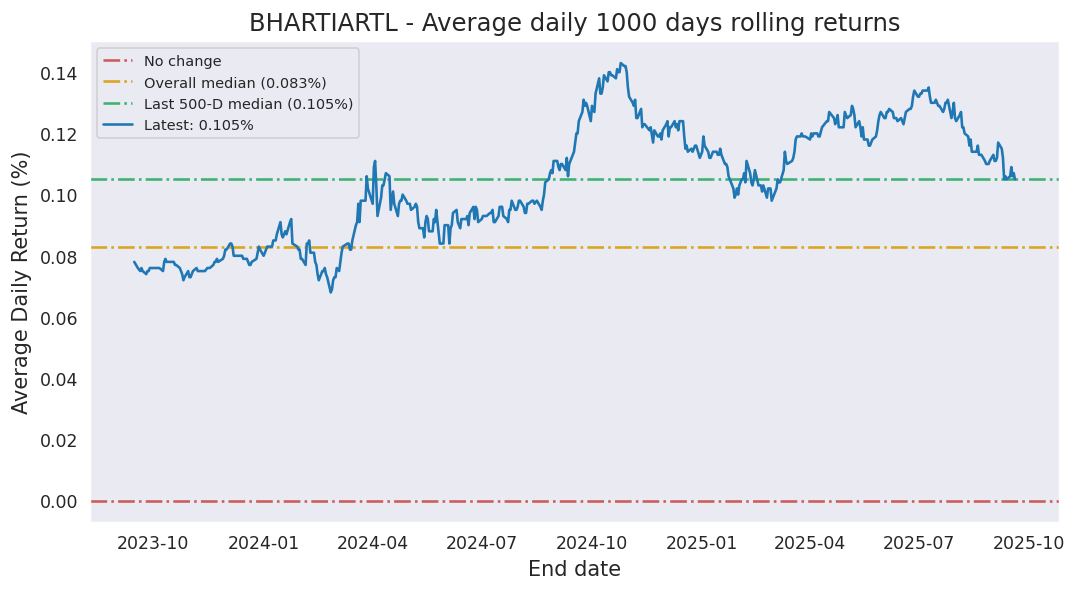 BHARTIARTL - Average daily 1000 days rolling returns
No change
Overall median (0.083%)
Last 500-D median (0.105%)
Latest: 0.105%
Average Daily Return (%)
0.14
0.12
0.10
0.08
0.06
0.04
0.02
0.00
2023-10 2024-01 2024-04 2024-07 2024-10 2025-01 2025-04 2025-07 2025-10
End date